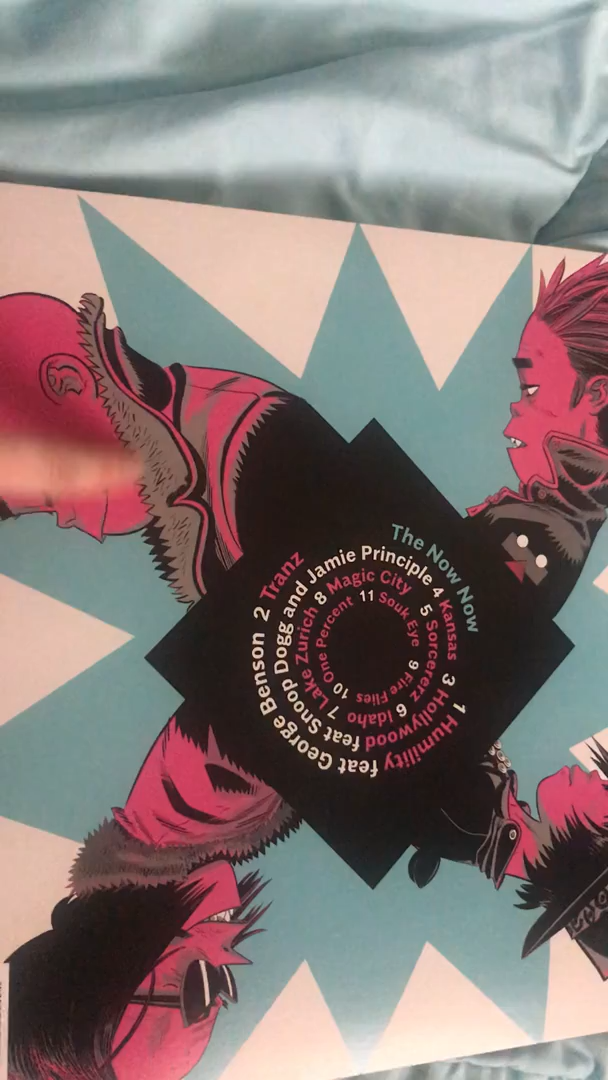 The Now Now
1 Humility feat George Benson 2 Tranz
3 Hollywood feat Snoop Dogg and Jamie Principle 4 Kansas
5 Sorcererz 6 Idaho 7 Lake Zurich 8 Magic City
9 Fire Flies 10 One Percent 11 Souk Eye